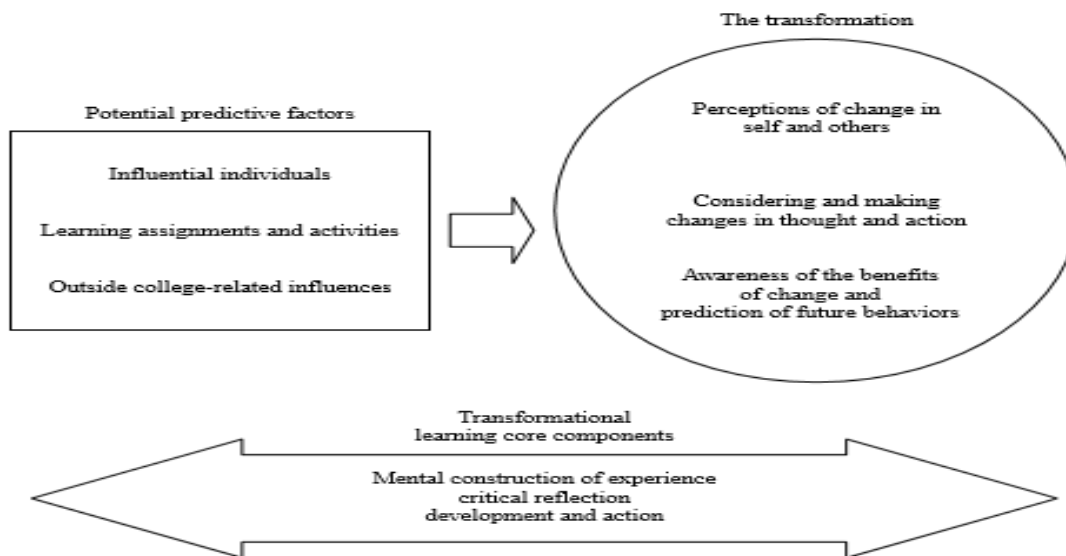 The transformation
Potential predictive factors
Influential individuals
Learning assignments and activities
Outside college-related influences
Perceptions of change in
self and others
Considering and making
changes in thought and action
Awareness of the benefits
of change and
prediction of future behaviors
Transformational
learning core components
Mental construction of experience
critical reflection
development and action